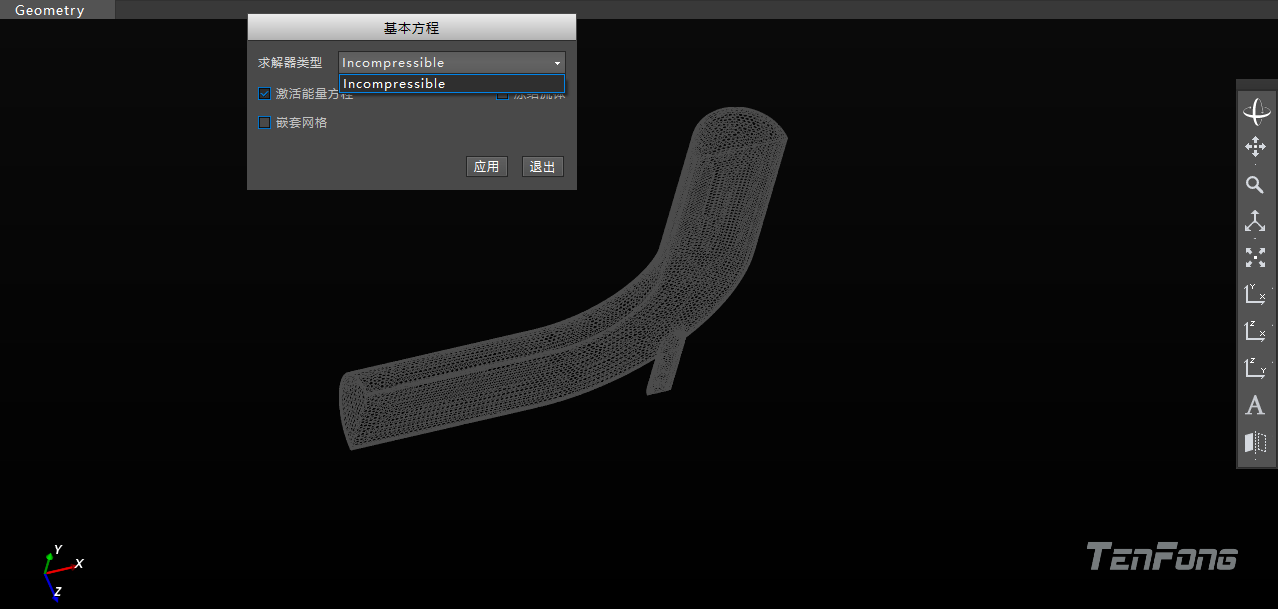 Geometry
基本方程
求解器类型 Incompressible
Incompressible
激活能量方程
嵌套网格
应用 退出
Y
X
Z
Y X
Z X
Z Y
A
TenFong